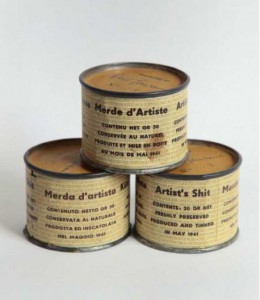 Merde d'Artiste
CONTENU NET GR 30
CONSERVÉE AU NATUREL
PRODUITE ET MISE EN BOITE
AU MOIS DE MAI 1961
Merda d'artista
CONTENUTO NETTO GR 30
CONSERVATA AL NATURALE
PRODOTTA ED INSCATOLATA
NEL MAGGIO 1961
Artist's Shit
CONTENTS 30 GR NET
FRESHLY PRESERVED
PRODUCED AND TINNED
IN MAY 1961